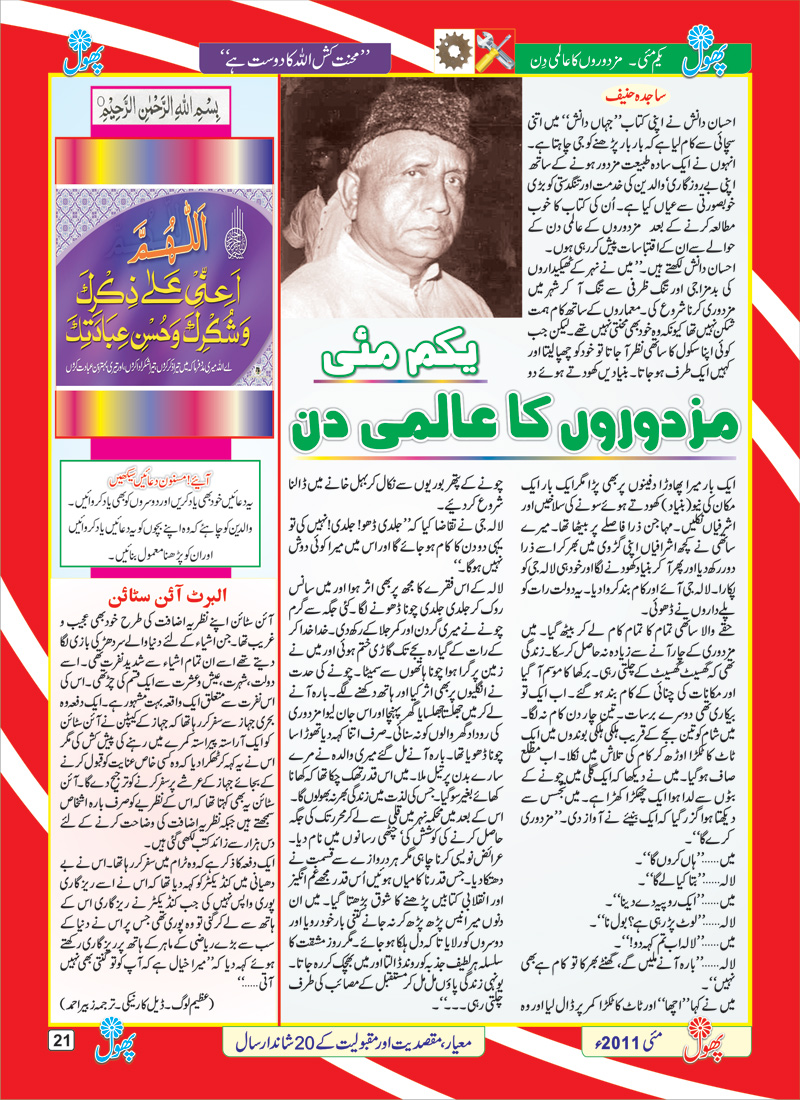 پھول
یکم مئی۔ مزدوروں کا عالمی دِن
’’محنت کش اللہ کا دوست ہے‘‘
پھول
ساجدہ حنیف
احسان دانش نے اپنی کتاب ’’جہاں دانش‘‘ میں اتنی
سچائی سے کام لیا ہے کہ بار بار پڑھنے کو جی چاہتا ہے۔
انہوں نے ایک سادہ طبیعت مزدور ہونے کے ساتھ
اپنی بے روزگاری‘ والدین کی خدمت اور تنگدستی کو بڑی
خوبصورتی سے عیاں کیا ہے۔ اُن کی کتاب کا خوب
مطالعہ کرنے کے بعد مزدوروں کے عالمی دن کے
حوالے سے ان کے اقتباسات پیش کر رہی ہوں۔
احسان دانش لکھتے ہیں۔ ’’میں نے نہر کے ٹھیکیداروں
کی بدمزاجی اور تنگ ظرفی سے تنگ آ کر شہر میں
مزدوری کرنا شروع کی۔ معماروں کے ساتھ کام ہمت
شکن نہیں تھا کیونکہ وہ خود بھی محنتی نہیں تھے۔ لیکن جب
کوئی اپنا سکول کا ساتھی نظر آ جاتا تو خود کو چھپا لیتا اور
کہیں ایک طرف ہو جاتا۔ بنیادیں کھودتے ہوئے دو
یکم مئی
مزدوروں کا عالمی دن
ایک بار میرا پھاوڑا دفینوں پر بھی پڑا مگر ایک بار ایک
مکان کی نیو (بنیاد) کھودتے ہوئے سونے کی سلاخیں اور
اشرفیاں نکلیں۔ مہاجن ذرا فاصلے پر بیٹھا تھا۔ میرے
ساتھی نے کچھ اشرفیاں اپنی گڑوی میں بھر کر اسے ذرا
دور رکھ دیا اور پھر آ کر بنیاد کھودنے لگا اور خود ہی لالہ جی کو
پکارا۔ لالہ جی آئے اور کام بند کروا دیا۔ یہ دولت رات کو
پلے داروں نے ڈھوئی۔
حقے والا ساتھی تمام کا تمام کام لے کر بیٹھ گیا۔ میں
مزدوری کے چار آنے سے زیادہ نہ حاصل کر سکا۔ زندگی
تھی کہ گھسیٹ گھسیٹ کے چلتی رہی۔ برکھا کا موسم آ گیا
اور مکانات کی چنائی کے کام بند ہو گئے۔ اب ایک تو
بیکاری تھی دوسرے برسات۔ تین چار دن کام نہ لگا۔
میں شام کو تین بجے کے قریب ہلکی ہلکی بوندوں میں ایک
ٹاٹ کا ٹکڑا اوڑھ کر کام کی تلاش میں نکلا۔ اب مطلع
صاف ہو گیا۔ میں نے دیکھا کہ ایک گلی میں چونے کے
بٹوں سے لدا ہوا ایک چھکڑا کھڑا ہے۔ میں تجسس سے
دیکھتا ہوا گزر گیا کہ ایک بنیئے نے آواز دی۔ ’’مزدوری
کرے گا‘‘۔
میں ..... ’’ہاں کروں گا‘‘۔
لالہ ..... ’’بتا کیا لے گا‘‘۔
میں ..... ’’ایک روپیہ دے دینا‘‘۔
لالہ ..... ’’لوٹ پڑ رہی ہے؟ بول نا‘‘۔
میں ..... ’’لالہ اب تم کہہ دو!‘‘۔
لالہ ..... ’’بارہ آنے ملیں گے، گھنٹے بھر کا تو کام ہے بھی
نہیں‘‘۔
میں نے کہا ’’اچھا‘‘ اور ٹاٹ کا ٹکڑا کمر پر ڈال لیا اور وہ
چونے کے پتھر بوریوں سے نکال کر بہل خانے میں ڈالنا
شروع کر دیئے۔
لالہ جی نے تقاضا کیا کہ ’’جلدی ڈھو! جلدی! نہیں کی تو
یہی دو دن کا کام ہو جائے گا اور اس میں میرا کوئی دوش
نہیں ہو گا۔‘‘
لالہ کے اس فقرے کا مجھ پر بھی اثر ہوا اور میں سانس
روک کر جلدی جلدی چونا ڈھونے لگا۔ کئی جگہ سے گرم
چونے نے میری گردن اور کمر جلا کے رکھ دی۔ خدا خدا کر
کے رات کے گیارہ بجے تک گاڑی ختم ہوئی اور میں نے
زمین پر گرا ہوا چونا ہاتھوں سے سمیٹا۔ چونے کی حدت
نے انگلیوں پر بھی اثر کیا اور ہاتھ دکھنے لگے۔ بارہ آنے
لے کر میں جھلستا جھلساتا گھر پہنچا اور اس جان لیوا مزدوری
کی روداد گھر والوں کو نہ سنائی۔ صرف اتنا کہہ دیا تھوڑا سا
چونا ڈھویا تھا۔ بارہ آنے مل گئے میری والدہ نے مرے
سارے بدن پر تیل ملا۔ میں اس قدر تھک چکا تھا کہ کھانا
کھائے بغیر سو گیا۔ جس کی لذت میں زندگی بھر نہ بھولوں گا۔
اس کے بعد میں محکمہ نہر میں قلی سے لے کر محرر تک کی جگہ
حاصل کرنے کی کوشش کی‘ چٹھی رسانوں میں نام دیا۔
عرائض نویسی کرنا چاہی مگر ہر دروازے سے قسمت نے
دھتکا دیا۔ جس قدر ناکامیاں ہوئیں اُس قدر مجھے غم انگیز
اور انقلابی کتابیں پڑھنے کا شوق بڑھتا گیا۔ میں ان
دنوں میرا نیس پڑھ پڑھ کر نہ جانے کتنی بار خود رویا اور
دوسروں کو رلایا تا کہ دل ہلکا ہو جائے۔ مگر روز مشقت کا
سلسلہ ہر لطیف جذبہ کو روند ڈالتا اور میں بھیچک کر رہ جاتا۔
یونہی زندگی پاؤں مل مل کر مستقبل کے مصائب کی طرف
چلتی رہی۔۔۔‘‘۔
بِسْمِ اللهِ الرَّحْمٰنِ الرَّحِيْمِ
اَللّٰهُمَّ
اَعِنِّي عَلٰى ذِكْرِكَ
وَشُكْرِكَ وَحُسْنِ عِبَادَتِكَ
اے اللہ میری مدد فرما کہ میں تیرا ذکر کروں، تیرا شکر ادا کروں، اور تیری بہترین عبادت کروں
آیئے! مسنون دعائیں سیکھیں
یہ دعائیں خود بھی یاد کریں اور دوسروں کو بھی یاد کروائیں۔
والدین کو چاہئے کہ وہ اپنے بچوں کو یہ دعائیں یاد کروائیں
اور ان کو پڑھنا معمول بنائیں۔
البرٹ آئن سٹائن
آئن سٹائن اپنے نظریہ اضافت کی طرح خود بھی عجیب و
غریب تھا۔ جن اشیاء کے لئے دنیا والے سر دھڑ کی بازی لگا
دیتے تھے اسے ان تمام اشیاء سے شدید نفرت تھی۔ اسے
دولت، شہرت، عیش و عشرت سے ایک قسم کی چڑ تھی۔ اس کی
اس نفرت سے متعلق ایک واقعہ بہت مشہور ہے۔ ایک دفعہ وہ
بحری جہاز سے سفر کر رہا تھا کہ جہاز کے کیپٹن نے آئن سٹائن
کو ایک آراستہ پیراستہ کمرے میں رہنے کی پیش کش کی مگر
اس نے یہ کہہ کر ٹھکرا دیا کہ وہ کسی خاص عنایت کو قبول کرنے
کے بجائے جہاز کے عرشے پر سفر کرنے کو ترجیح دے گا۔ آئن
سٹائن یہ بھی کہتا تھا کہ اس کے نظریے کو صرف بارہ اشخاص
سمجھتے ہیں جبکہ نظریہ اضافت کی وضاحت کرنے کے لئے
دس ہزار سے زائد کتب لکھی گئی ہیں۔
ایک دفعہ کا ذکر ہے کہ وہ ٹرام میں سفر کر رہا تھا۔ اس نے بے
دھیانی میں کنڈیکٹر کو کہہ دیا تھا کہ اس نے اسے ریزگاری
پوری واپس نہیں کی جب کنڈیکٹر نے ریزگاری اس کے
ہاتھ سے لے کر گنی تو وہ پوری تھی جس پر اس نے دنیا کے
سب سے بڑے ریاضی کے ماہر کے ہاتھ پر ریزگاری رکھتے
ہوئے کہہ دیا کہ ’’میرا خیال ہے کہ آپ کو تو گنتی بھی نہیں
آتی .....‘‘
(عظیم لوگ۔ ڈیل کارنیگی۔ ترجمہ زبیر احمد)
پھول
مئی 2011ء
معیار، مقصدیت اور مقبولیت کے 20 شاندار سال
پھول
21